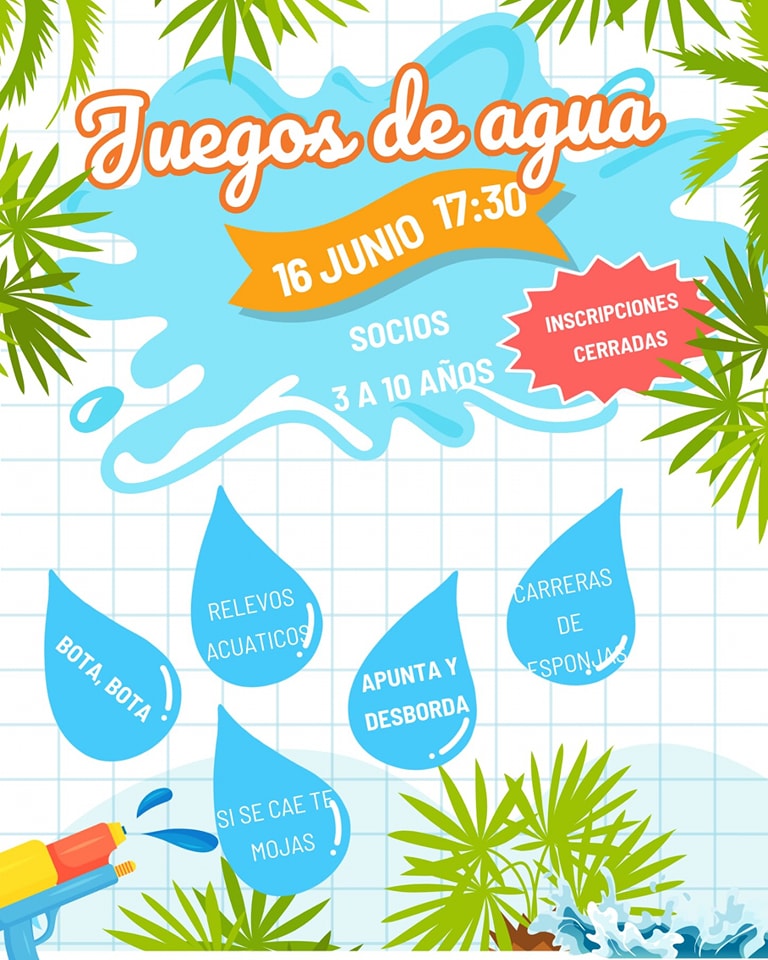 Juegos de agua
16 JUNIO 17:30
SOCIOS
3 A 10 AÑOS
INSCRIPCIONES
CERRADAS
BOTA, BOTA
RELEVOS
ACUATICOS
APUNTA Y
DESBORDA
CARRERAS
DE
ESPONJAS
SI SE CAE TE
MOJAS